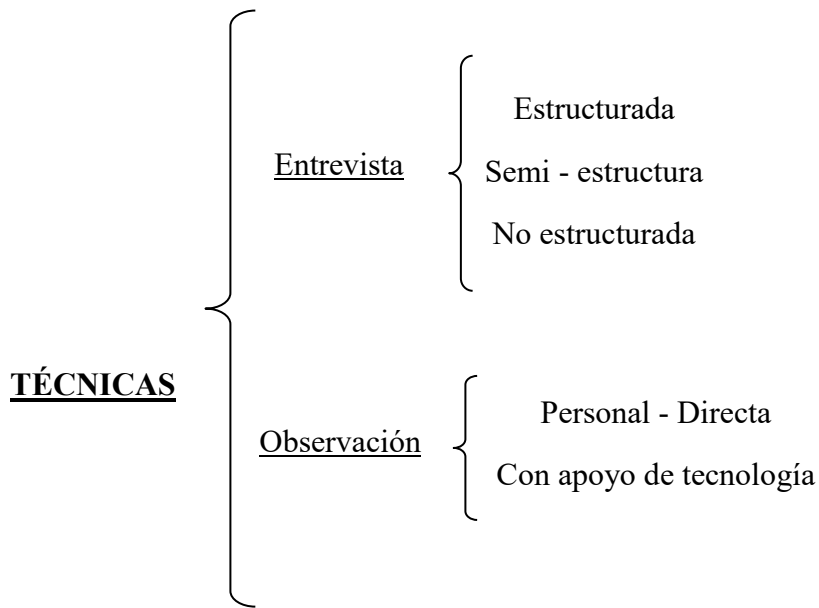 TÉCNICAS
Entrevista
Estructurada
Semi - estructura
No estructurada
Observación
Personal - Directa
Con apoyo de tecnología